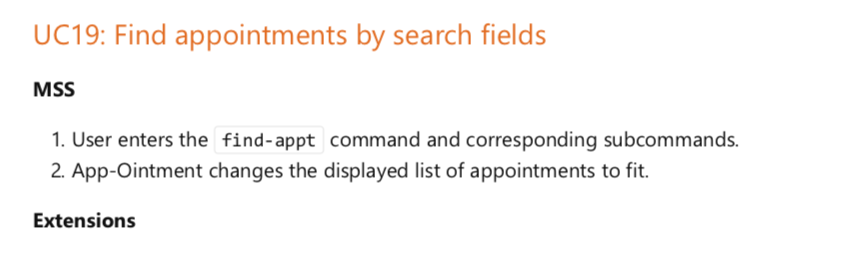 UC19: Find appointments by search fields
MSS
1. User enters the find-appt command and corresponding subcommands.
2. App-Ointment changes the displayed list of appointments to fit.
Extensions